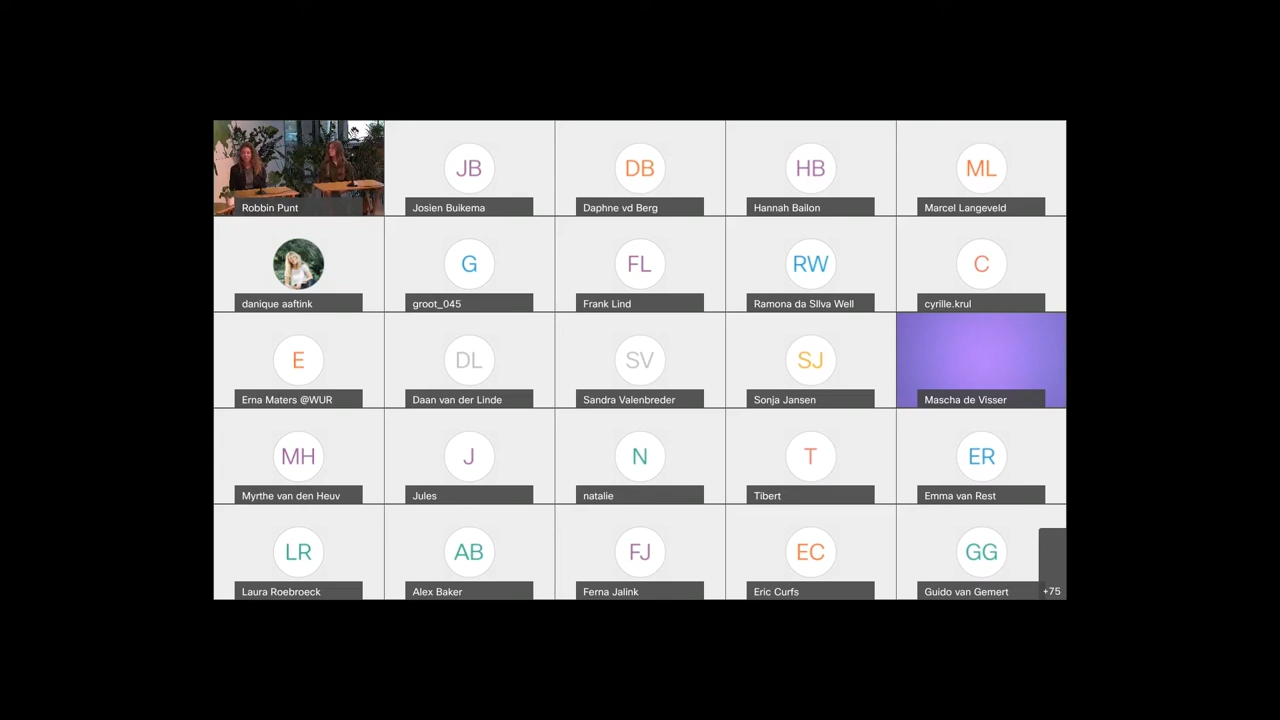 Robbin Punt
JB
Josien Buikema
DB
Daphne vd Berg
HB
Hannah Bailon
ML
Marcel Langeveld
danique aaftink
G
groot_045
FL
Frank Lind
RW
Ramona da SIlva Well
C
cyrille.krul
E
Erna Maters @WUR
DL
Daan van der Linde
SV
Sandra Valenbreder
SJ
Sonja Jansen
Mascha de Visser
MH
Myrthe van den Heuv
J
Jules
N
natalie
T
Tibert
ER
Emma van Rest
LR
Laura Roebroeck
AB
Alex Baker
FJ
Ferna Jalink
EC
Eric Curfs
GG
Guido van Gemert
+75